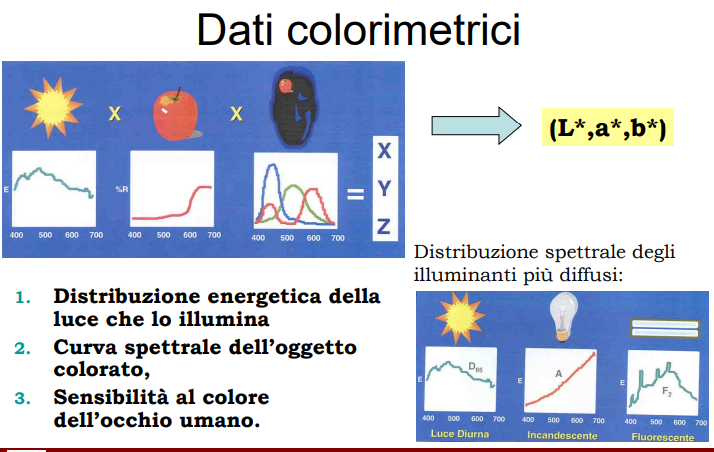 Dati colorimetrici
X
X
E
%R
=
X
Y
Z
400 500 600 700
400 500 600 700
400 500 600 700
(L*,a*,b*)
1. Distribuzione energetica della
luce che lo illumina
2. Curva spettrale dell'oggetto
colorato,
3. Sensibilità al colore
dell'occhio umano.
Distribuzione spettrale degli
illuminanti più diffusi:
E
D65
E
A
E
F2
400 500 600 700
400 500 600 700
400 500 600 700
Luce Diurna
Incandescente
Fluorescente